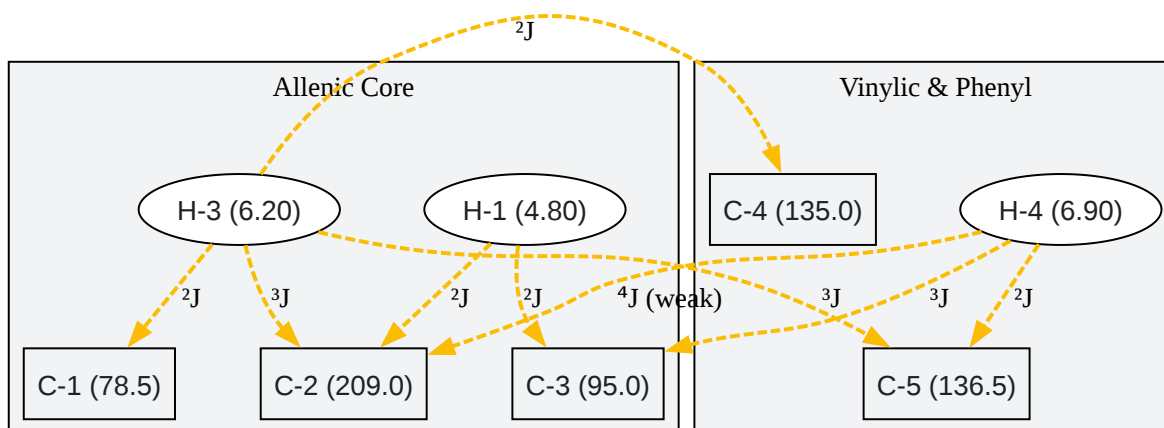 ²J
Allenic Core
Vinylic & Phenyl
H-3 (6.20)
H-1 (4.80)
C-4 (135.0)
H-4 (6.90)
²J
³J
²J
²J
⁴J (weak)
³J
³J
²J
C-1 (78.5)
C-2 (209.0)
C-3 (95.0)
C-5 (136.5)